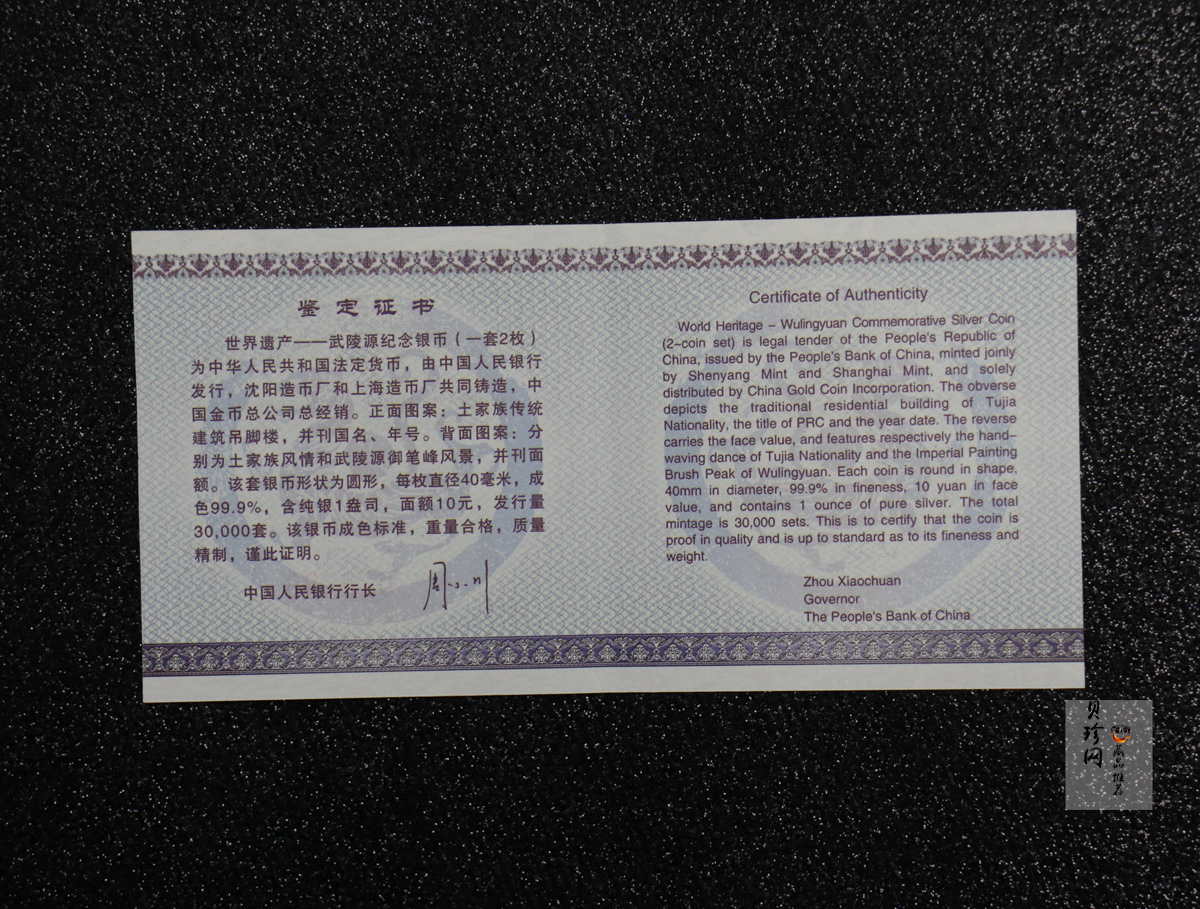 鉴定证书
世界遗产——武陵源纪念银币（一套2枚）
为中华人民共和国法定货币，由中国人民银行
发行，沈阳造币厂和上海造币厂共同铸造，中
国金币总公司总经销。正面图案：土家族传统
建筑吊脚楼，并刊国名、年号。背面图案：分
别为土家族风情和武陵源御笔峰风景，并刊面
额。该套银币形状为圆形，每枚直径40毫米，成
色99.9%，含纯银1盎司，面额10元，发行量
30,000套。该银币成色标准，重量合格，质量
精制，谨此证明。
中国人民银行行长
周小川
Certificate of Authenticity
World Heritage – Wulingyuan Commemorative Silver Coin
(2–coin set) is legal tender of the People's Republic of
China, issued by the People's Bank of China, minted joinly
by Shenyang Mint and Shanghai Mint, and solely
distributed by China Gold Coin Incorporation. The obverse
depicts the traditional residential building of Tujia
Nationality, the title of PRC and the year date. The reverse
carries the face value, and features respectively the hand–
waving dance of Tujia Nationality and the Imperial Painting
Brush Peak of Wulingyuan. Each coin is round in shape,
40mm in diameter, 99.9% in fineness, 10 yuan in face
value, and contains 1 ounce of pure silver. The total
mintage is 30,000 sets. This is to certify that the coin is
proof in quality and is up to standard as to its fineness and
weight.
Zhou Xiaochuan
Governor
The People's Bank of China
贝珍网
藏品推荐